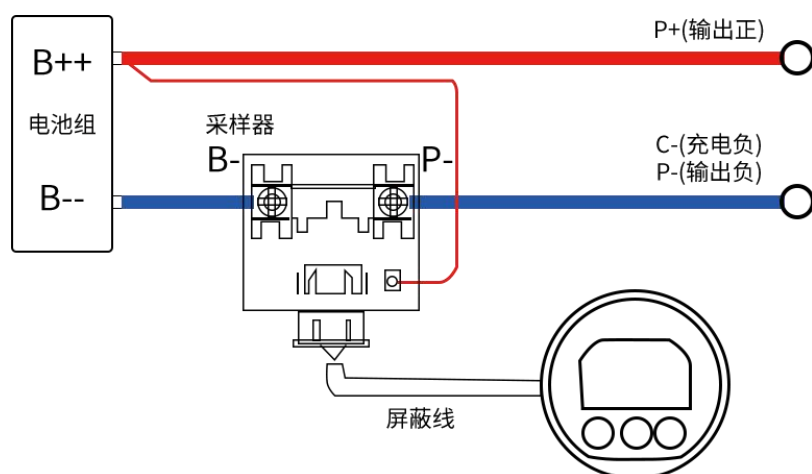 P+(输出正)
B++
电池组
B--
采样器
B-
P-
C-(充电负)
P-(输出负)
屏蔽线